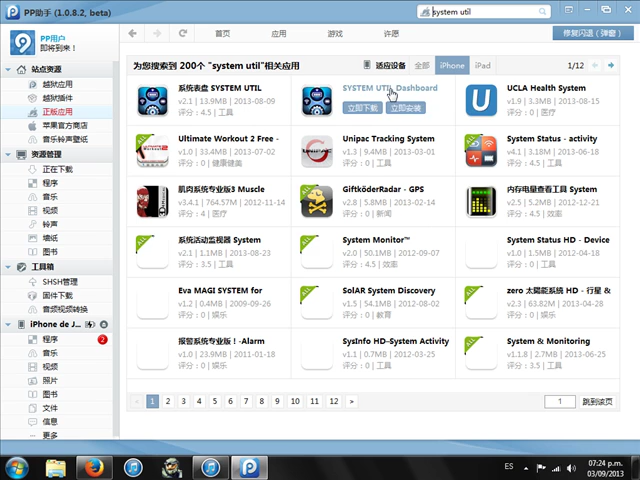 PP助手 (1.0.8.2, beta)
system util
PP用户
即将到来！
首页
应用
游戏
许愿
修复闪退（弹窗）
站点资源
越狱应用
越狱插件
正版应用
苹果官方商店
音乐铃声壁纸
资源管理
正在下载
程序
音乐
视频
铃声
墙纸
图书
工具箱
SHSH管理
固件下载
音频视频转换
iPhone de J...
程序
2
音乐
视频
照片
图书
文件
信息
更多
为您搜索到 200个 "system util"相关应用
适应设备
全部
iPhone
iPad
1/12
系统表盘 SYSTEM UTIL
v2.1 | 13.9MB | 2013-08-09
评分：3.5 | 工具
SYSTEM UTIL Dashboard
立即下载
立即安装
UCLA Health System
v1.9 | 3.3MB | 2013-08-15
评分：0 | 医疗
Ultimate Workout 2 Free -
v1.0 | 33.4MB | 2013-07-02
评分：0 | 健康健美
Unipac Tracking System
v1.3 | 9.4MB | 2013-03-01
评分：0 | 工具
System Status - activity
v4.1 | 3.18MB | 2013-06-18
评分：4.5 | 工具
肌肉系统专业版3 Muscle
v3.4.1 | 764.57M | 2012-11-14
评分：4 | 医疗
GiftköderRadar - GPS
v2.8 | 5.8MB | 2013-02-14
评分：0 | 新闻
内存电量查看工具 System
v2.5 | 5.2MB | 2012-12-21
评分：4.5 | 效率
系统活动监视器 System
v2.1 | 1.1MB | 2013-08-23
评分：3.5 | 工具
System Monitor™
v2.0 | 50.1MB | 2012-09-07
评分：4.5 | 效率
System Status HD - Device
v1.0 | 1.5MB | 2012-04-18
评分：0 | 工具
Eva MAGI SYSTEM for
v1.2 | 0.4MB | 2009-09-26
评分：0 | 娱乐
SolAR System Discovery
v1.5 | 54.1MB | 2012-08-02
评分：0 | 教育
zero 太陽能系統 HD - 行星 &
v2.3 | 63.82M | 2013-04-28
评分：0 | 娱乐
报警系统专业版！-Alarm
v1.0 | 23.9MB | 2011-01-18
评分：0 | 娱乐
SysInfo HD–System Activity
v1.1 | 0.7MB | 2012-03-25
评分：0 | 工具
System & Monitoring
v1.1.8 | 2.7MB | 2013-06-25
评分：3.5 | 工具
< 1 2 3 4 5 6 7 8 9 10 11 12 >
1
跳到该页
ES
07:24 p.m.
03/09/2013